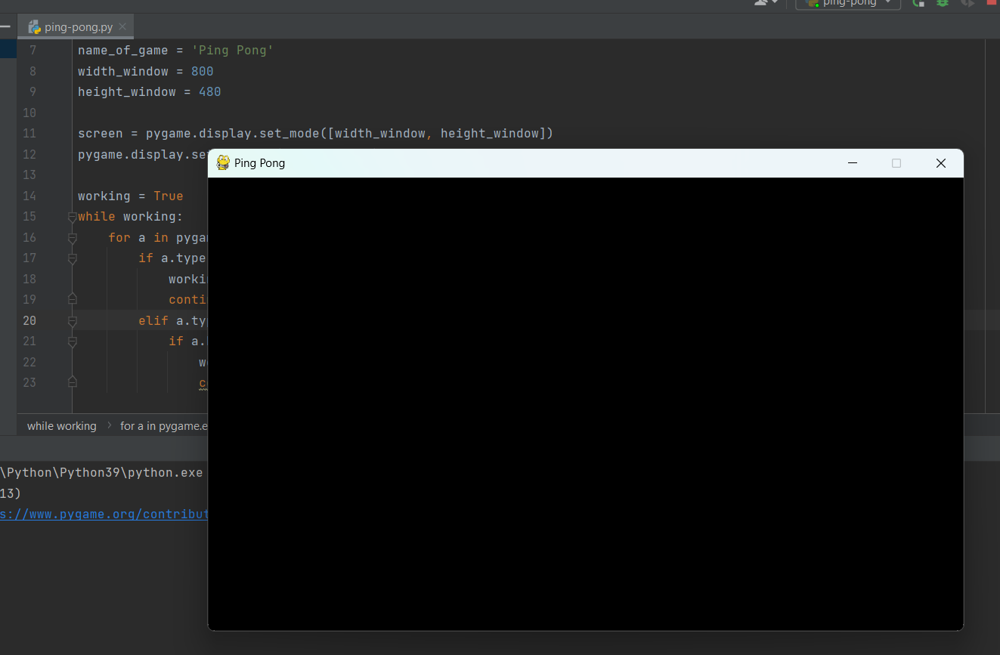 ping-pong
ping-pong.py
7 name_of_game = 'Ping Pong'
8 width_window = 800
9 height_window = 480
10
11 screen = pygame.display.set_mode([width_window, height_window])
12 pygame.display.se
Ping Pong
13
14 working = True
15 while working:
16 for a in pyga
17 if a.type
18 worki
19 conti
20 elif a.ty
21 if a.
22 w
23 c
while working > for a in pygame.e
\Python\Python39\python.exe
13)
s://www.pygame.org/contribut